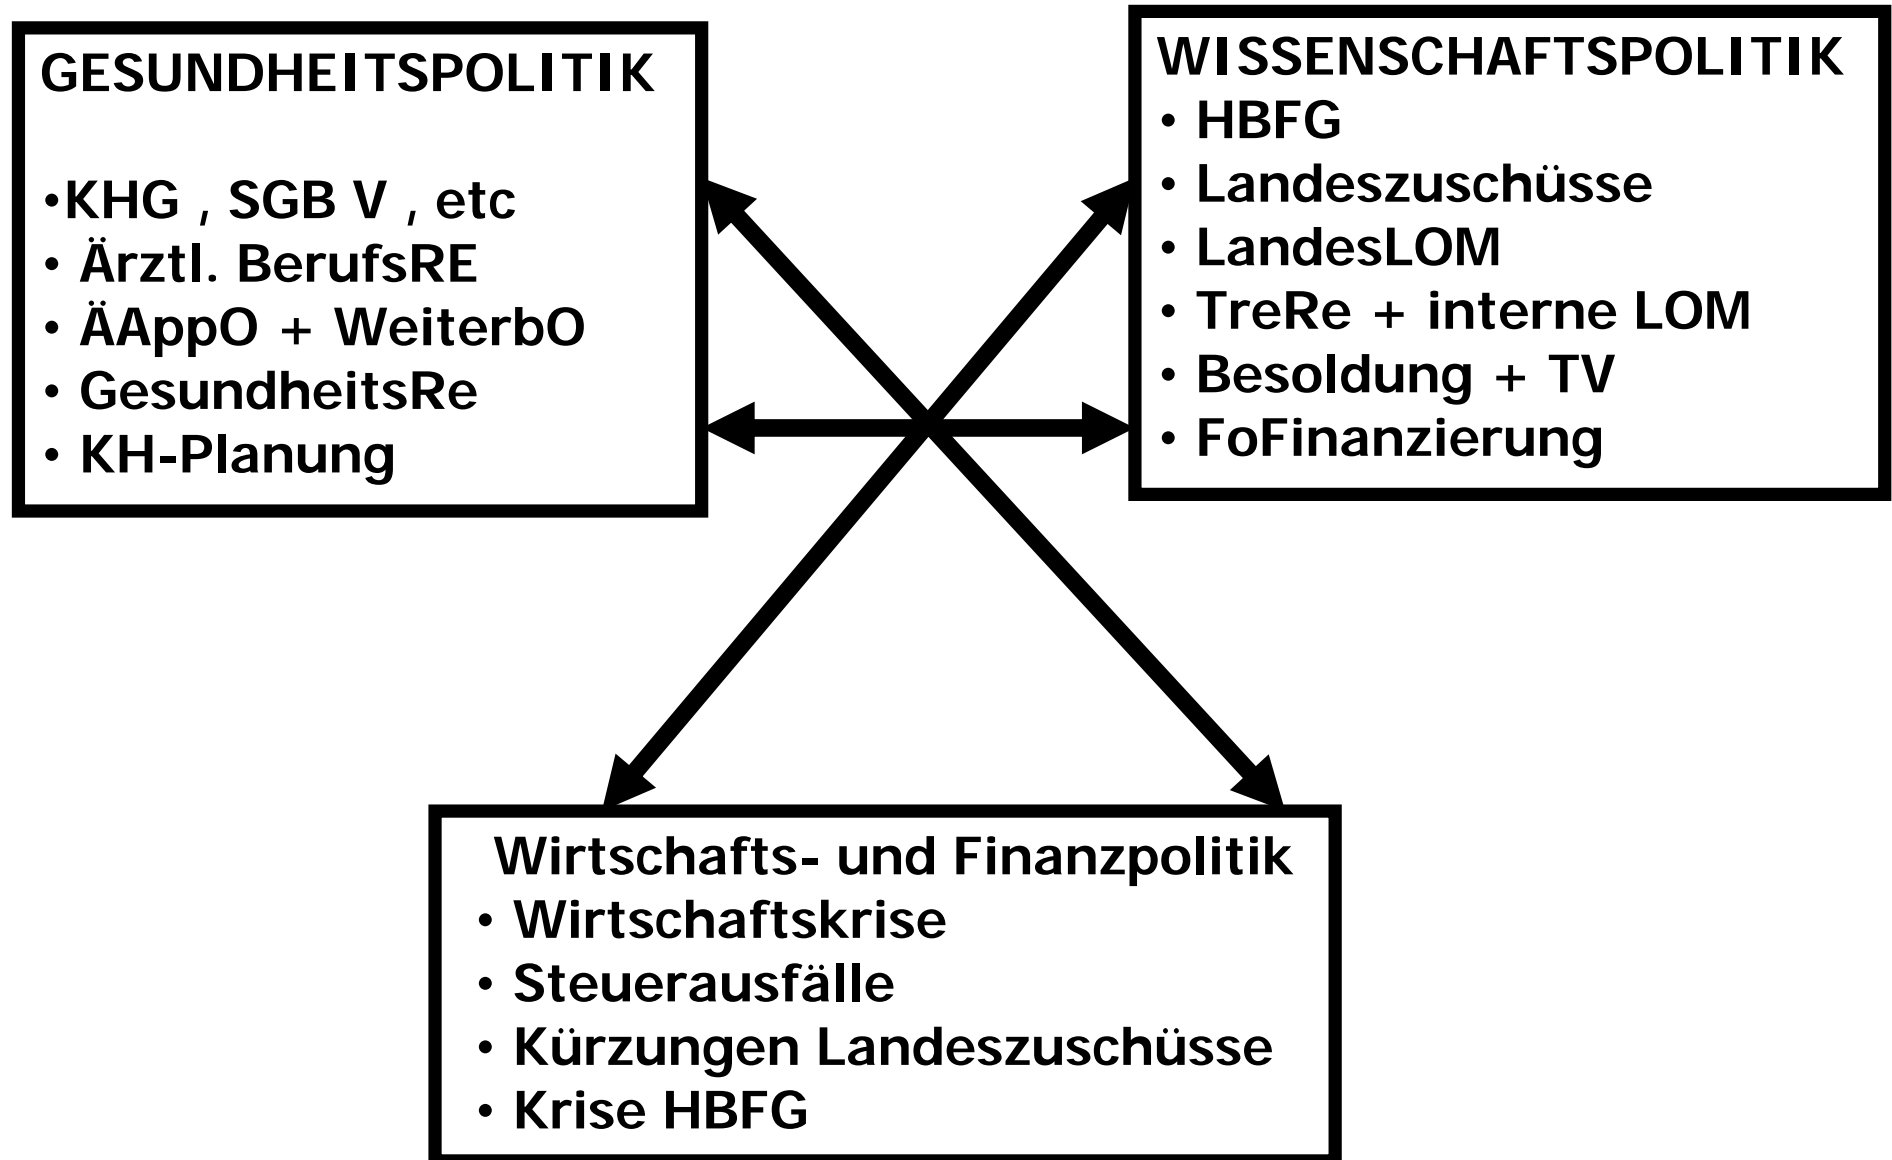 GESUNDHEITSPOLITIK
•KHG , SGB V , etc
• Ärztl. BerufsRE
• ÄAppO + WeiterbO
• GesundheitsRe
• KH-Planung
WISSENSCHAFTSPOLITIK
• HBFG
• Landeszuschüsse
• LandesLOM
• TreRe + interne LOM
• Besoldung + TV
• FoFinanzierung
Wirtschafts- und Finanzpolitik
• Wirtschaftskrise
• Steuerausfälle
• Kürzungen Landeszuschüsse
• Krise HBFG